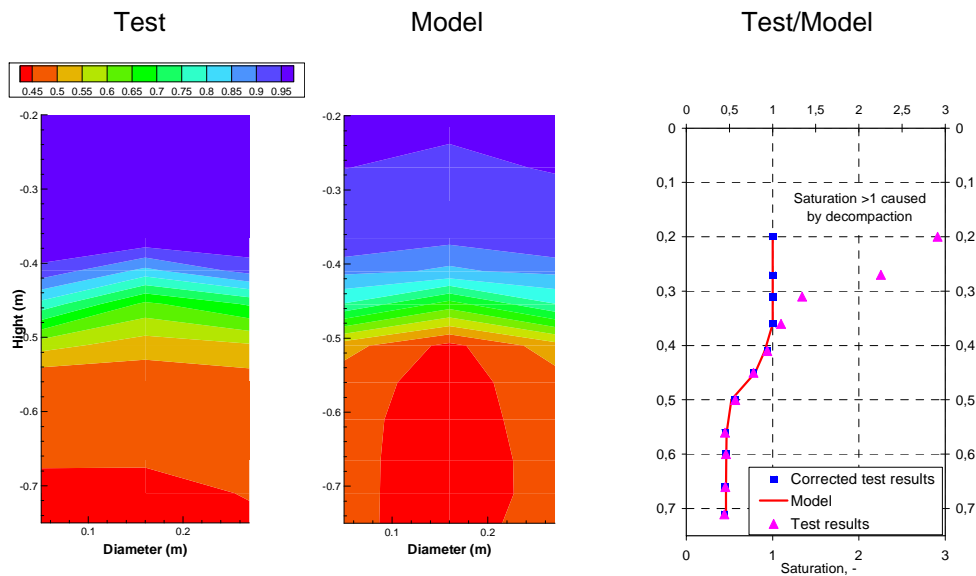 Test
Model
Test/Model
0.45 0.5 0.55 0.6 0.65 0.7 0.75 0.8 0.85 0.9 0.95
-0.2
-0.3
-0.4
-0.5
-0.6
-0.7
Hight (m)
0.1 0.2
Diameter (m)
-0.2
-0.3
-0.4
-0.5
-0.6
-0.7
0.1 0.2
Diameter (m)
0 0,5 1 1,5 2 2,5 3
0 0
0,1 0,1
0,2 0,2
0,3 0,3
0,4 0,4
0,5 0,5
0,6 0,6
0,7 0,7
Saturation >1 caused
by decompaction
Corrected test results
Model
Test results
0 1 2 3
Saturation, -